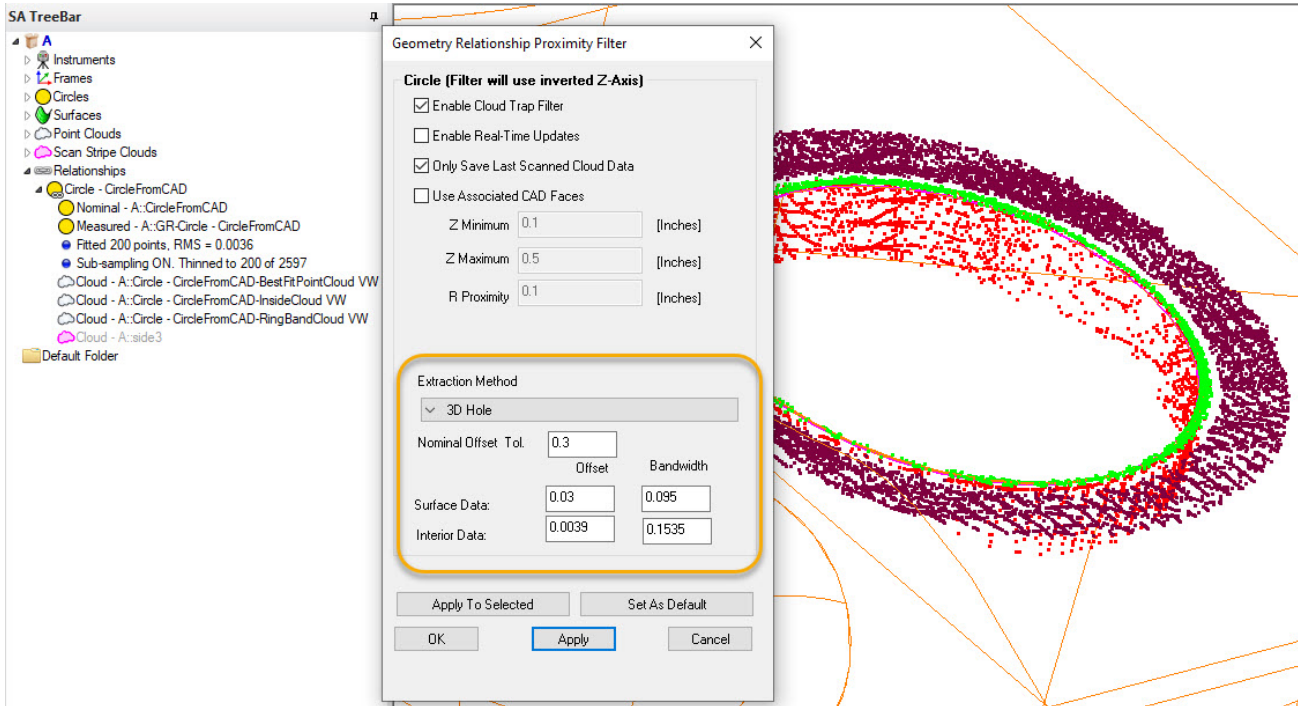 SA TreeBar
A
Instruments
Frames
Circles
Surfaces
Point Clouds
Scan Stripe Clouds
Relationships
Circle - CircleFromCAD
Nominal - A::CircleFromCAD
Measured - A::GR-Circle - CircleFromCAD
Fitted 200 points, RMS = 0.0036
Sub-sampling ON. Thinned to 200 of 2597
Cloud - A::Circle - CircleFromCAD-BestFitPointCloud VW
Cloud - A::Circle - CircleFromCAD-InsideCloud VW
Cloud - A::Circle - CircleFromCAD-RingBandCloud VW
Cloud - A::side3
Default Folder
Geometry Relationship Proximity Filter
Circle (Filter will use inverted Z-Axis)
Enable Cloud Trap Filter
Enable Real-Time Updates
Only Save Last Scanned Cloud Data
Use Associated CAD Faces
Z Minimum 0.1 [Inches]
Z Maximum 0.5 [Inches]
R Proximity 0.1 [Inches]
Extraction Method
3D Hole
Nominal Offset Tol. 0.3
Offset Bandwidth
Surface Data: 0.03 0.095
Interior Data: 0.0039 0.1535
Apply To Selected Set As Default
OK Apply Cancel